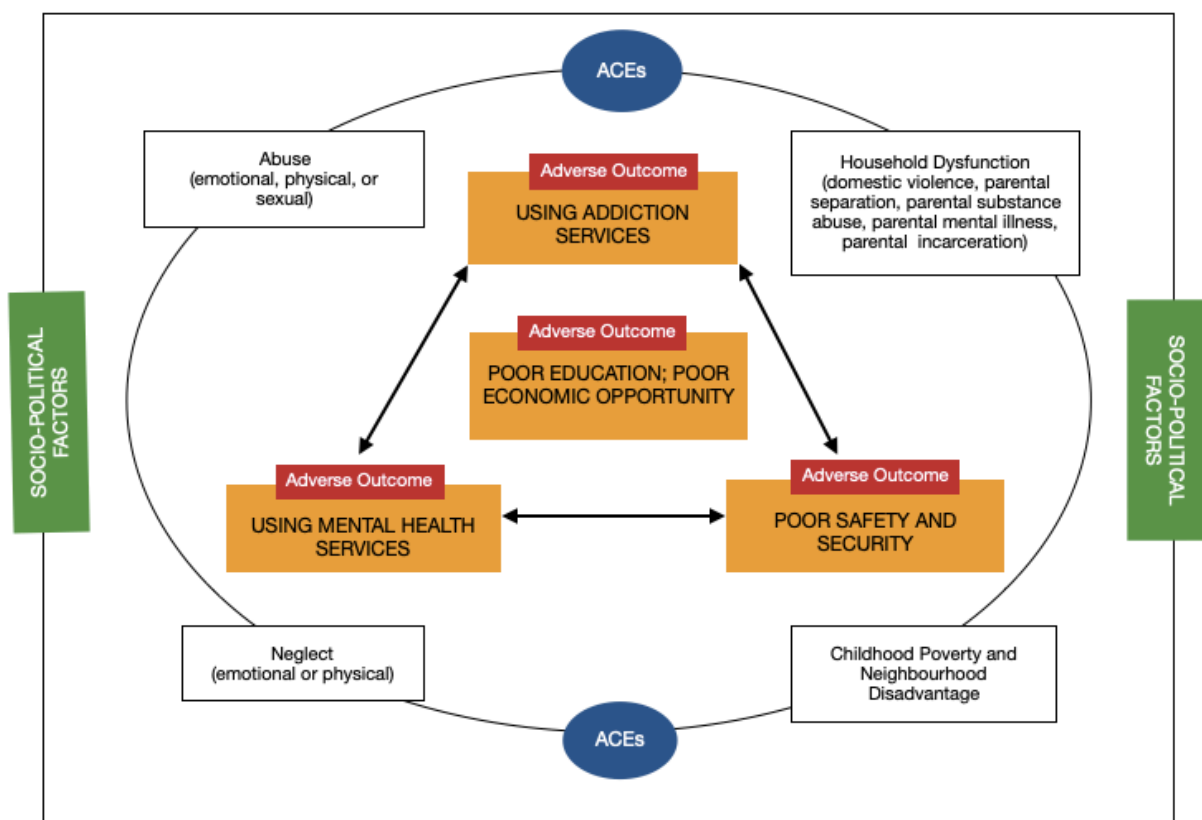 ACEs
Abuse
(emotional, physical, or
sexual)
Household Dysfunction
(domestic violence, parental
separation, parental substance
abuse, parental mental illness,
parental incarceration)
Adverse Outcome
USING ADDICTION
SERVICES
Adverse Outcome
POOR EDUCATION; POOR
ECONOMIC OPPORTUNITY
SOCIO-POLITICAL
FACTORS
SOCIO-POLITICAL
FACTORS
Adverse Outcome
USING MENTAL HEALTH
SERVICES
Adverse Outcome
POOR SAFETY AND
SECURITY
Neglect
(emotional or physical)
Childhood Poverty and
Neighbourhood
Disadvantage
ACEs